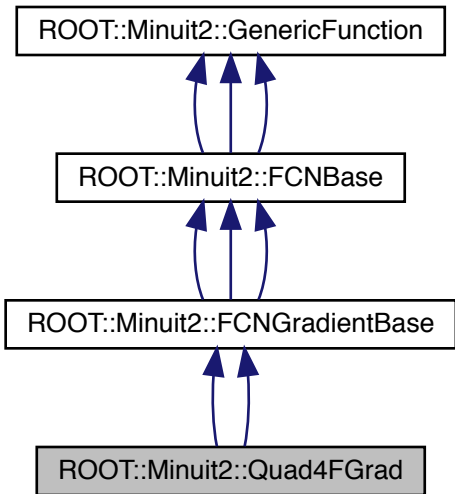 ROOT::Minuit2::GenericFunction
ROOT::Minuit2::FCNBase
ROOT::Minuit2::FCNGradientBase
ROOT::Minuit2::Quad4FGrad